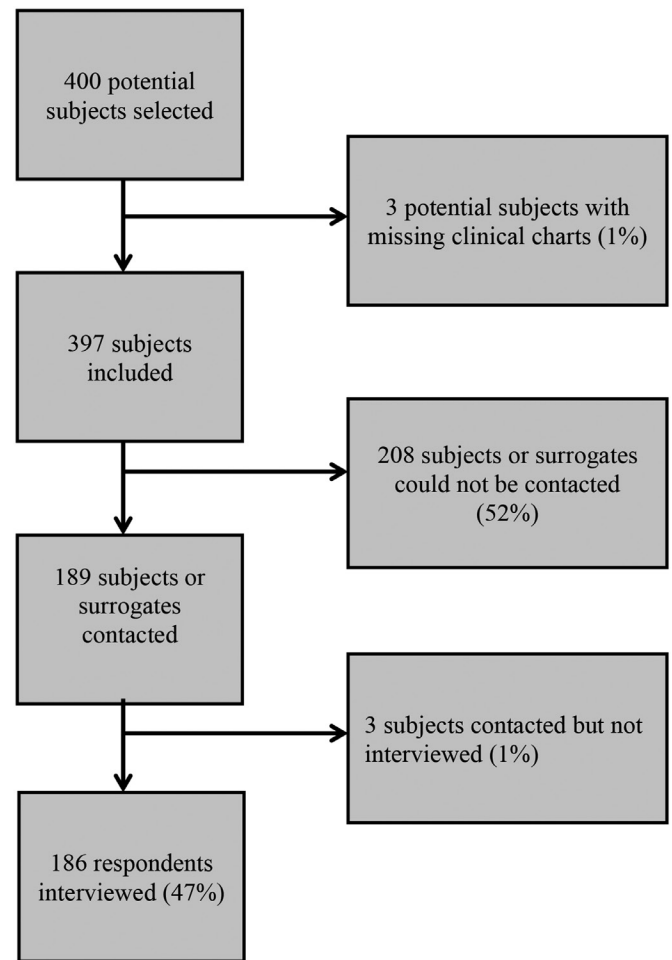 400 potential
subjects selected
3 potential subjects with
missing clinical charts (1%)
397 subjects
included
208 subjects or surrogates
could not be contacted
(52%)
189 subjects or
surrogates
contacted
3 subjects contacted but not
interviewed (1%)
186 respondents
interviewed (47%)